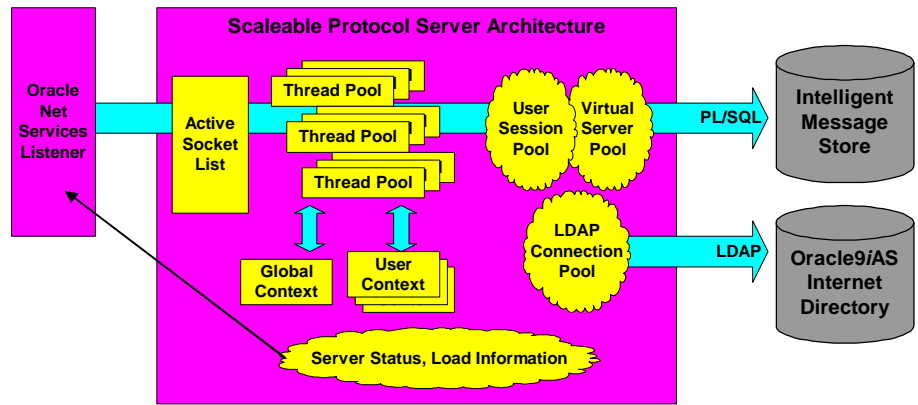 Scaleable Protocol Server Architecture
Oracle
Net
Services
Listener
Active
Socket
List
Thread Pool
Thread Pool
Thread Pool
User
Session
Pool
Virtual
Server
Pool
PL/SQL
Intelligent
Message
Store
Global
Context
User
Context
LDAP
Connection
Pool
LDAP
Oracle9iAS
Internet
Directory
Server Status, Load Information